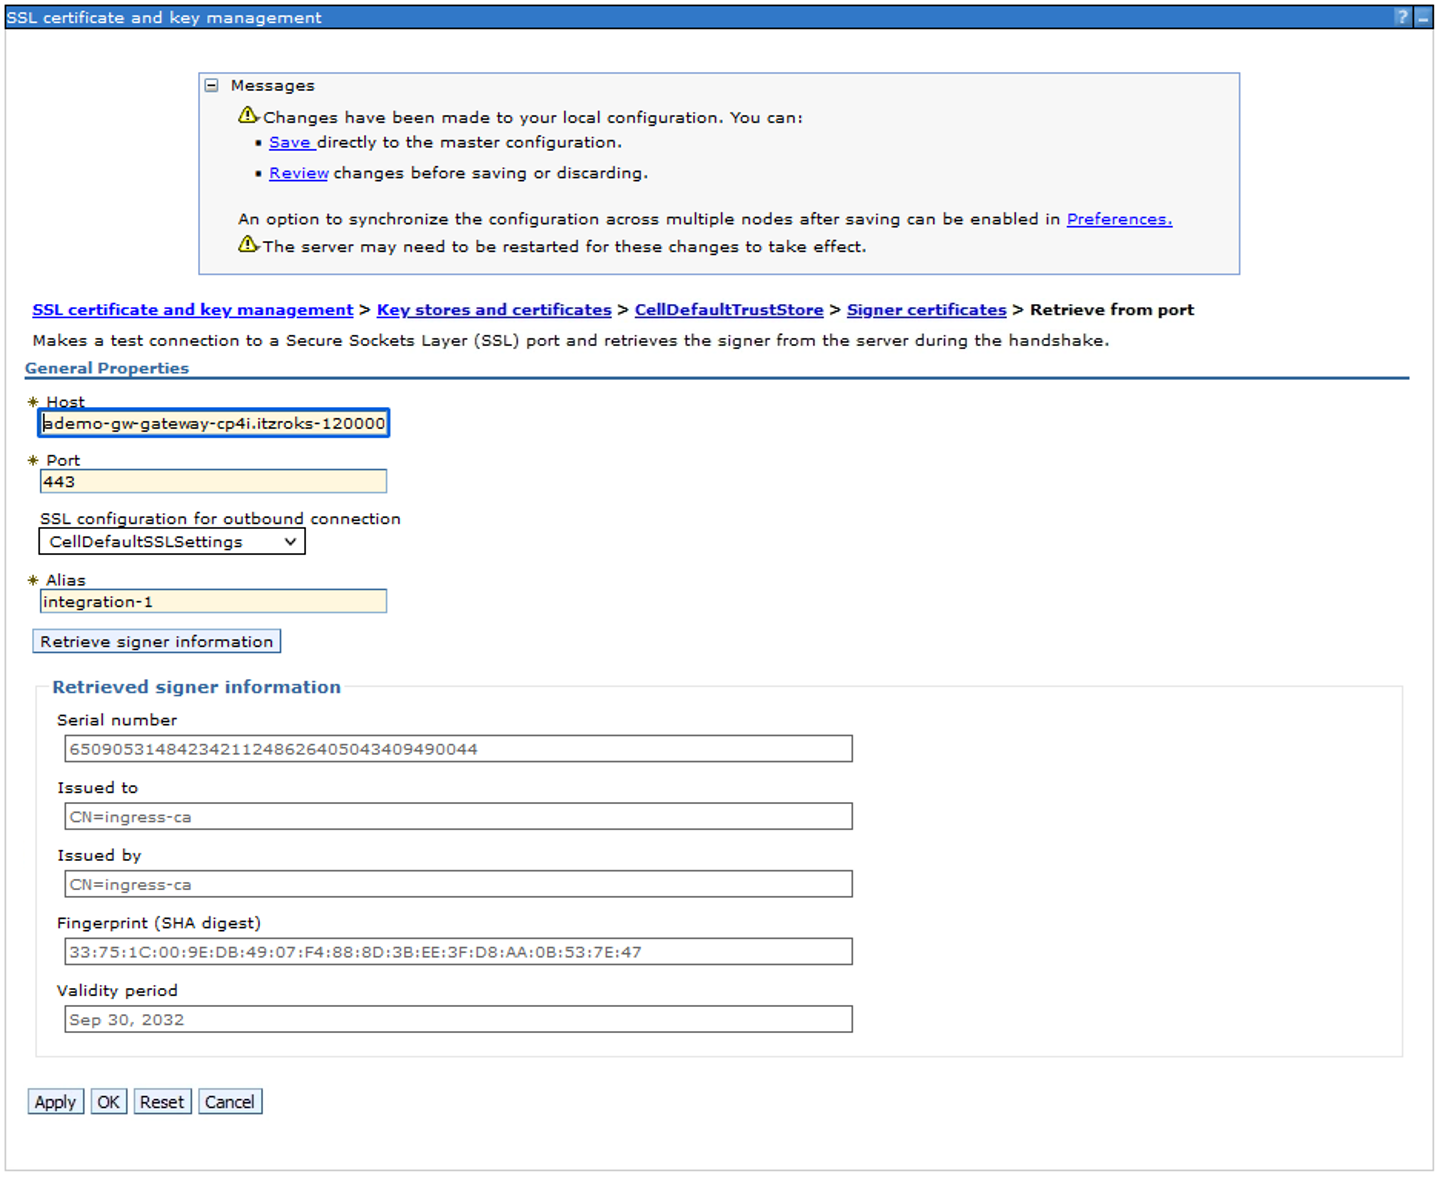 SSL certificate and key management
? _
Messages
Changes have been made to your local configuration. You can:
▪ Save directly to the master configuration.
▪ Review changes before saving or discarding.
An option to synchronize the configuration across multiple nodes after saving can be enabled in Preferences.
The server may need to be restarted for these changes to take effect.
SSL certificate and key management > Key stores and certificates > CellDefaultTrustStore > Signer certificates > Retrieve from port
Makes a test connection to a Secure Sockets Layer (SSL) port and retrieves the signer from the server during the handshake.
General Properties
* Host
ademo-gw-gateway-cp4i.itzroks-120000
* Port
443
SSL configuration for outbound connection
CellDefaultSSLSettings
* Alias
integration-1
Retrieve signer information
Retrieved signer information
Serial number
650905314842342112486264050434094900​44
Issued to
CN=ingress-ca
Issued by
CN=ingress-ca
Fingerprint (SHA digest)
33:75:1C:00:9E:DB:49:07:F4:88:8D:3B:EE:3F:D8:AA:0B:53:7E:47
Validity period
Sep 30, 2032
Apply OK Reset Cancel